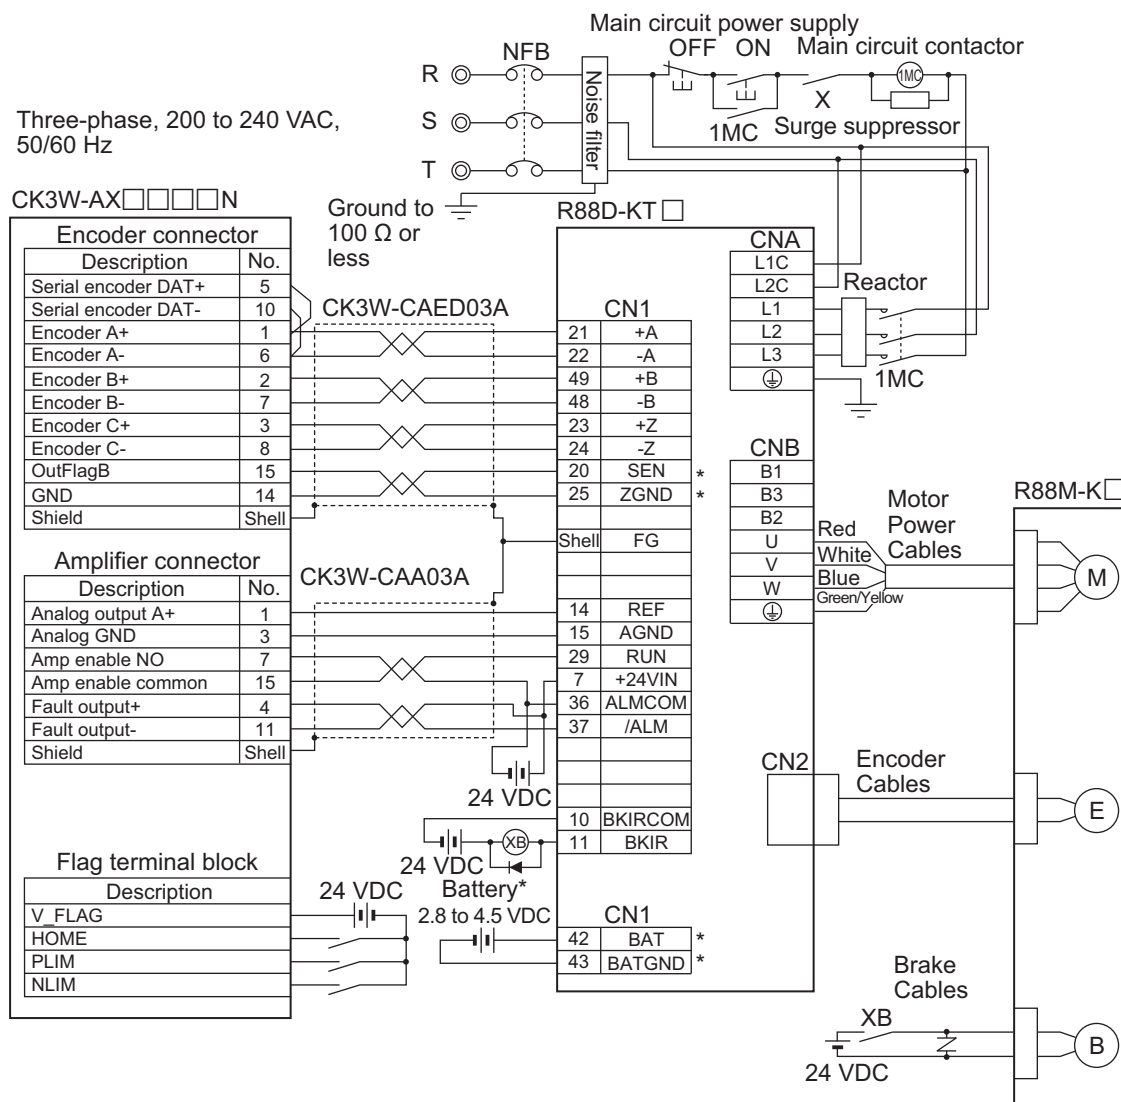 Main circuit power supply
OFF ON Main circuit contactor
NFB
R
Noise filter
1MC
X
1MC
Surge suppressor
S
T
Three-phase, 200 to 240 VAC,
50/60 Hz
Ground to
100 Ω or
less
CK3W-AX□□□□N
Encoder connector
Description No.
Serial encoder DAT+ 5
Serial encoder DAT- 10
Encoder A+ 1
Encoder A- 6
Encoder B+ 2
Encoder B- 7
Encoder C+ 3
Encoder C- 8
OutFlagB 15
GND 14
Shield Shell
CK3W-CAED03A
Amplifier connector
Description No.
Analog output A+ 1
Analog GND 3
Amp enable NO 7
Amp enable common 15
Fault output+ 4
Fault output- 11
Shield Shell
CK3W-CAA03A
24 VDC
XB
24 VDC
Battery*
2.8 to 4.5 VDC
Flag terminal block
Description
V_FLAG
HOME
PLIM
NLIM
24 VDC
R88D-KT□
CN1
21 +A
22 -A
49 +B
48 -B
23 +Z
24 -Z
20 SEN *
25 ZGND *
Shell FG
14 REF
15 AGND
29 RUN
7 +24VIN
36 ALMCOM
37 /ALM
10 BKIRCOM
11 BKIR
CN1
42 BAT *
43 BATGND *
CNA
L1C
L2C
L1
L2
L3
Reactor
1MC
CNB
B1
B3
B2
U
V
W
Red
White
Blue
Green/Yellow
Motor
Power
Cables
R88M-K□
M
CN2
Encoder
Cables
E
Brake
Cables
XB
24 VDC
B